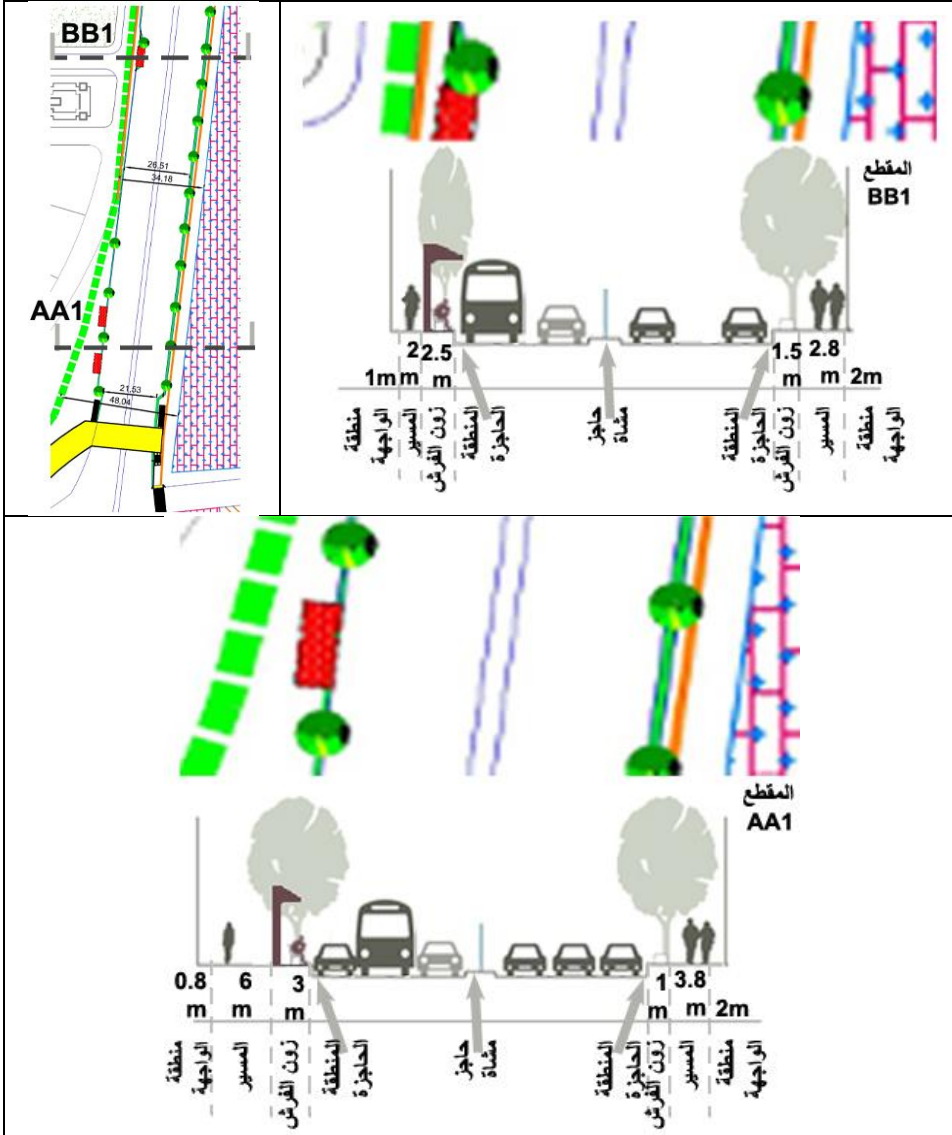 BB1
26.51
34.18
AA1
21.53
48.04
المقطع
BB1
1m
2
m
2.5
m
1.5
m
2.8
m
2m
منطقة
الواجهة
المسير
زون الفرش
المنطقة
الحاجزة
حاجز
مشاة
المنطقة
الحاجزة
زون الفرش
المسير
منطقة
الواجهة
المقطع
AA1
0.8
m
6
m
3
m
1
m
3.8
m
2m
منطقة
الواجهة
المسير
زون الفرش
المنطقة
الحاجزة
حاجز
مشاة
المنطقة
الحاجزة
زون الفرش
المسير
منطقة
الواجهة